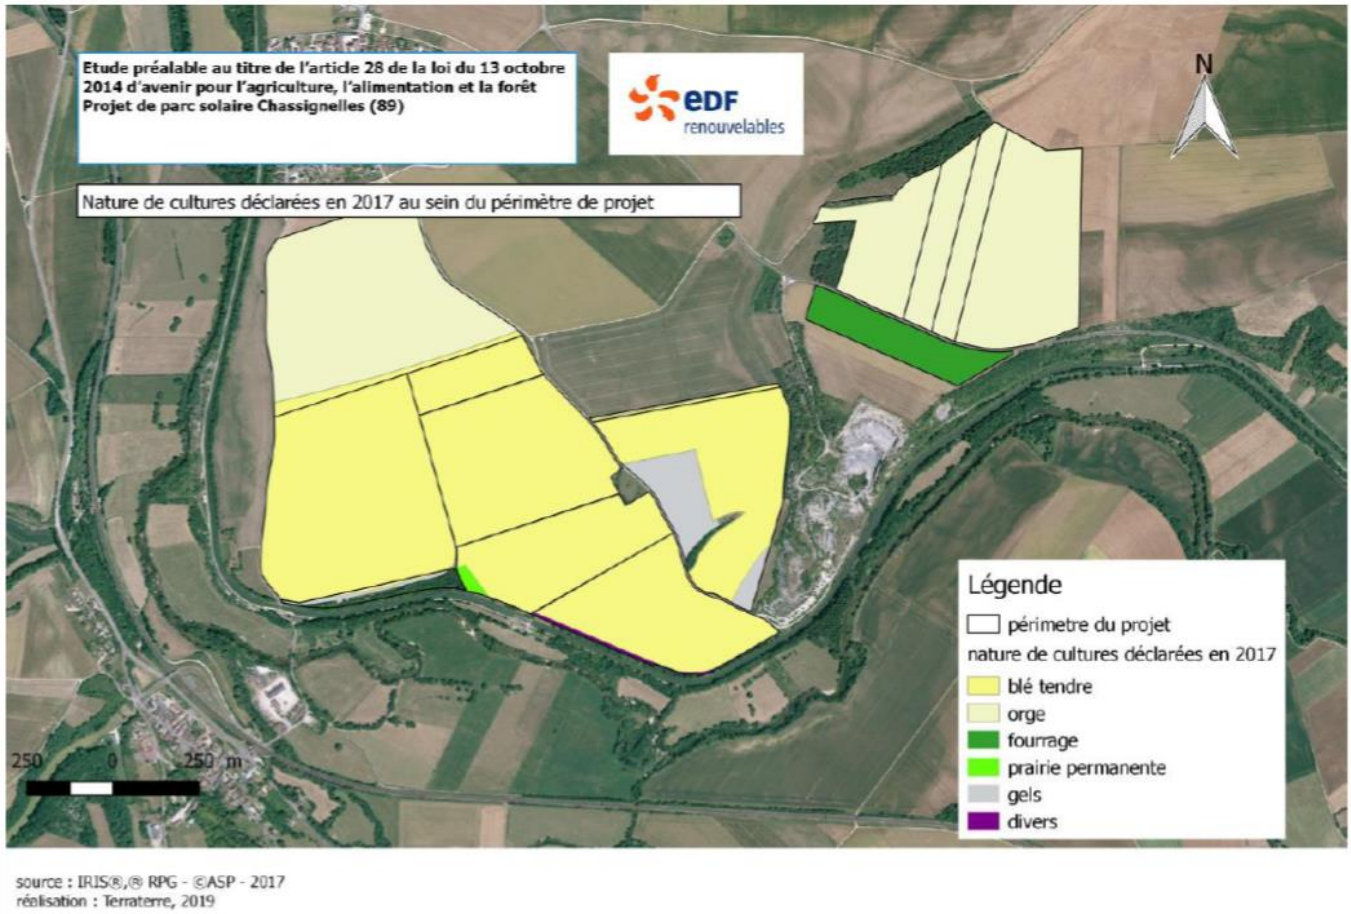 Etude préalable au titre de l'article 28 de la loi du 13 octobre
2014 d'avenir pour l'agriculture, l'alimentation et la forêt
Projet de parc solaire Chassignelles (89)
eDF
renouvelables
N
Nature de cultures déclarées en 2017 au sein du périmètre de projet
Légende
périmetre du projet
nature de cultures déclarées en 2017
blé tendre
orge
fourrage
prairie permanente
gels
divers
250 0 250 m
source : IRIS®,® RPG - ©ASP - 2017
réalisation : Terraterre, 2019